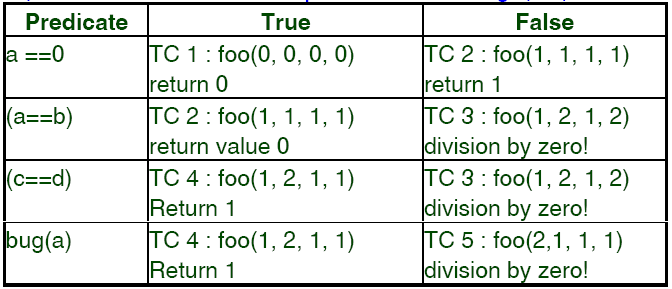 Predicate True False
a ==0 TC 1 : foo(0, 0, 0, 0) TC 2 : foo(1, 1, 1, 1)
return 0 return 1
(a==b) TC 2 : foo(1, 1, 1, 1) TC 3 : foo(1, 2, 1, 2)
return value 0 division by zero!
(c==d) TC 4 : foo(1, 2, 1, 1) TC 3 : foo(1, 2, 1, 2)
Return 1 division by zero!
bug(a) TC 4 : foo(1, 2, 1, 1) TC 5 : foo(2,1, 1, 1)
Return 1 division by zero!